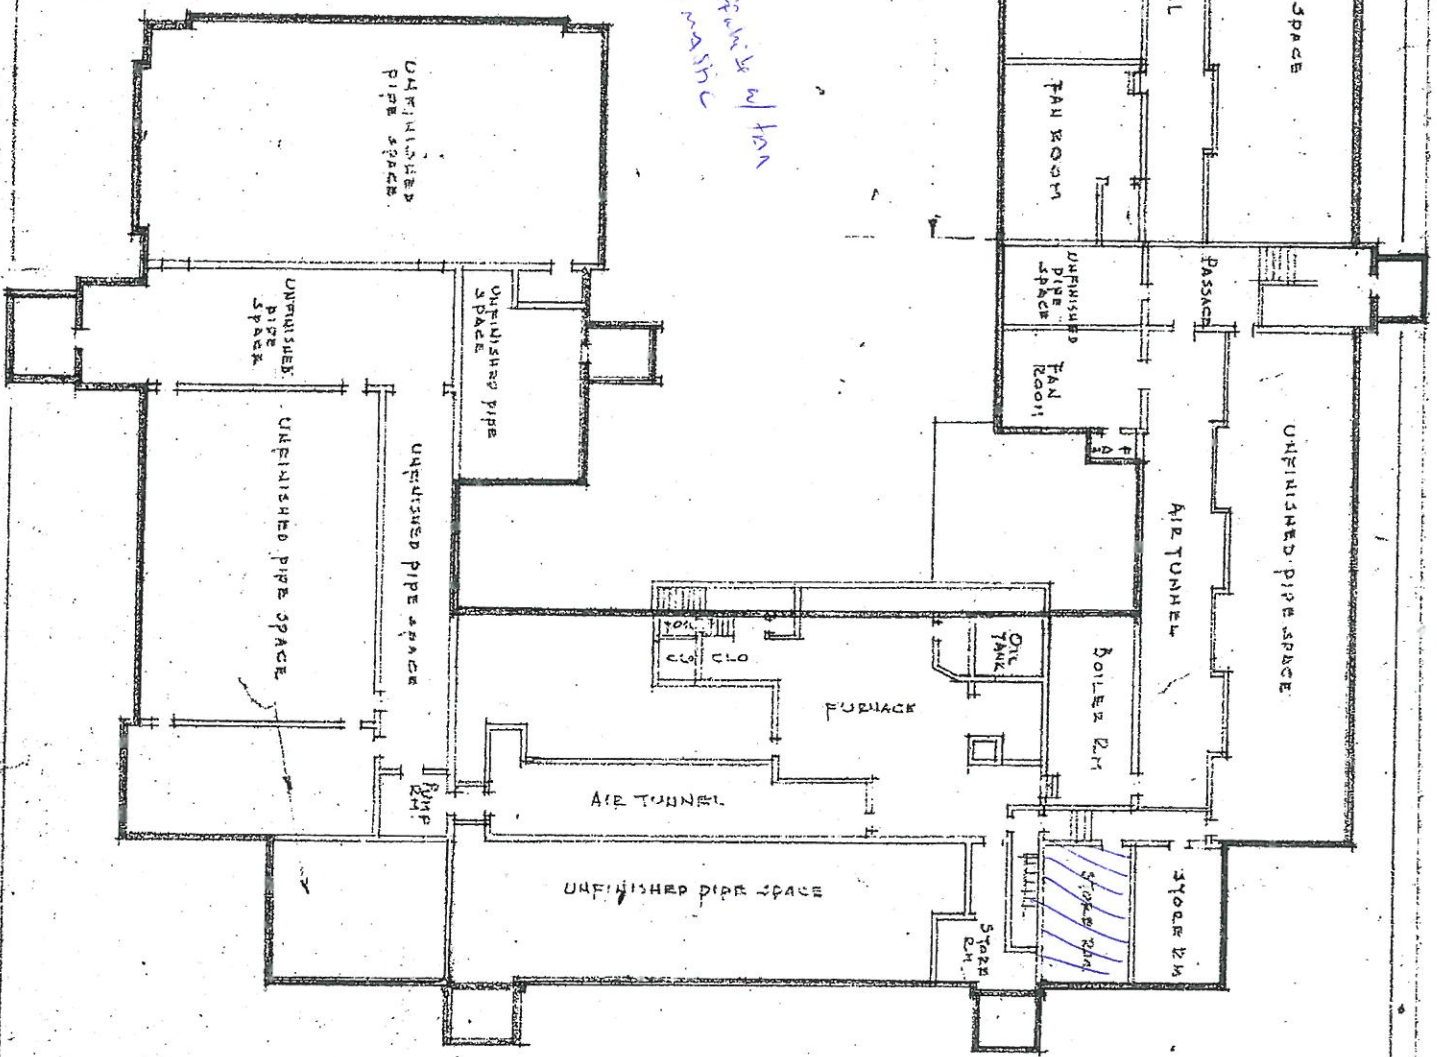 SPACE
L
w/ tan
mastic
UNFINISHED
PIPE SPACE
FAN ROOM
UNFINISHED
PIPE
SPACE
PASSAGE
UNFINISHED
PIPE
SPACE
UNFINISHED PIPE
SPACE
FAN
ROOM
UNFINISHED PIPE SPACE
UNFINISHED PIPE SPACE
AIR TUNNEL
UNFINISHED PIPE SPACE
CLO
CLO
OIL
TANK
BOILER RM
FURNACE
PUMP
RM.
AIR TUNNEL
UNFINISHED PIPE SPACE
STORE
RM
STORE RM
STORE RM